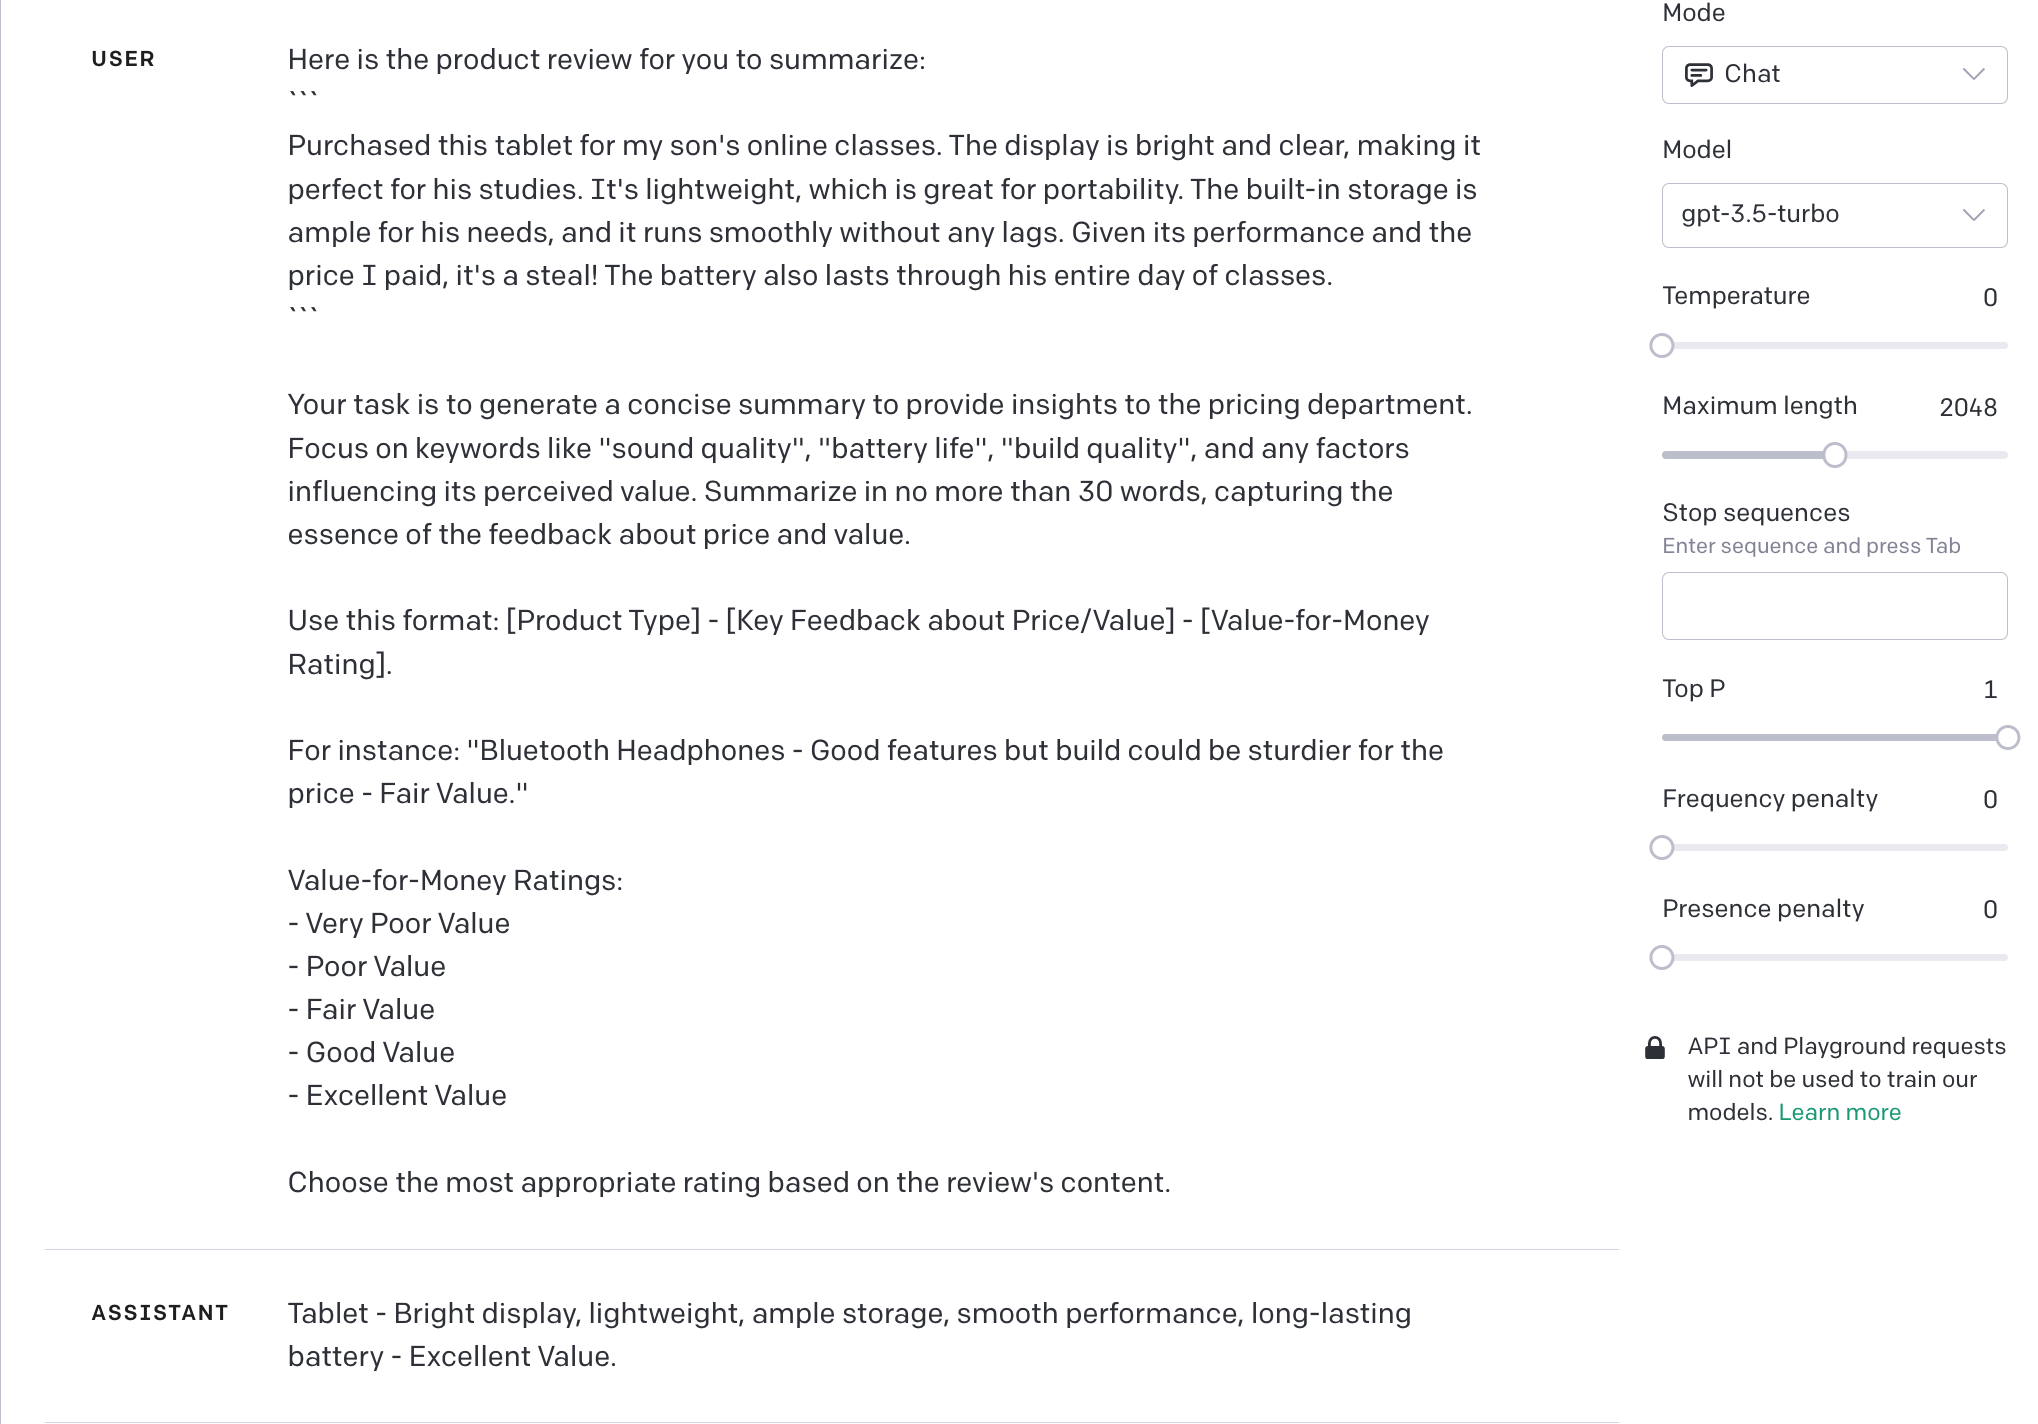 USER
Here is the product review for you to summarize:
```
Purchased this tablet for my son's online classes. The display is bright and clear, making it
perfect for his studies. It's lightweight, which is great for portability. The built-in storage is
ample for his needs, and it runs smoothly without any lags. Given its performance and the
price I paid, it's a steal! The battery also lasts through his entire day of classes.
```
Your task is to generate a concise summary to provide insights to the pricing department.
Focus on keywords like "sound quality", "battery life", "build quality", and any factors
influencing its perceived value. Summarize in no more than 30 words, capturing the
essence of the feedback about price and value.
Use this format: [Product Type] - [Key Feedback about Price/Value] - [Value-for-Money
Rating].
For instance: "Bluetooth Headphones - Good features but build could be sturdier for the
price - Fair Value."
Value-for-Money Ratings:
- Very Poor Value
- Poor Value
- Fair Value
- Good Value
- Excellent Value
Choose the most appropriate rating based on the review's content.
ASSISTANT
Tablet - Bright display, lightweight, ample storage, smooth performance, long-lasting
battery - Excellent Value.
Mode
Chat
Model
gpt-3.5-turbo
Temperature 0
Maximum length 2048
Stop sequences
Enter sequence and press Tab
Top P 1
Frequency penalty 0
Presence penalty 0
API and Playground requests
will not be used to train our
models. Learn more